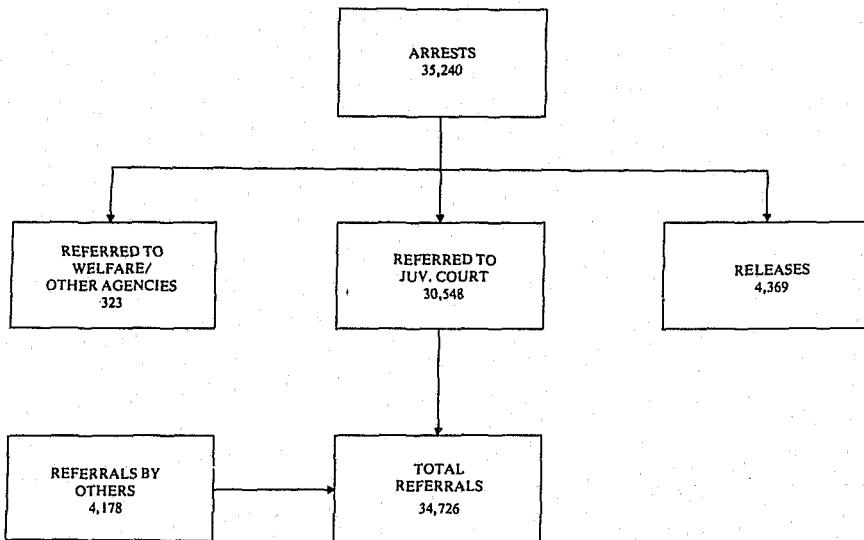 ARRESTS
35,240
REFERRED TO
WELFARE/
OTHER AGENCIES
323
REFERRED TO
JUV. COURT
30,548
RELEASES
4,369
REFERRALS BY
OTHERS
4,178
TOTAL
REFERRALS
34,726